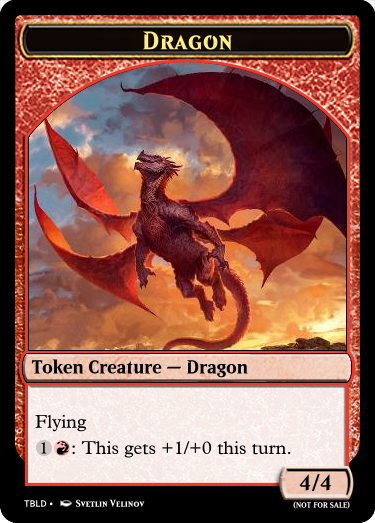 DRAGON
Token Creature — Dragon
Flying
1: This gets +1/+0 this turn.
4/4
TBLD • SVETLIN VELINOV
(NOT FOR SALE)